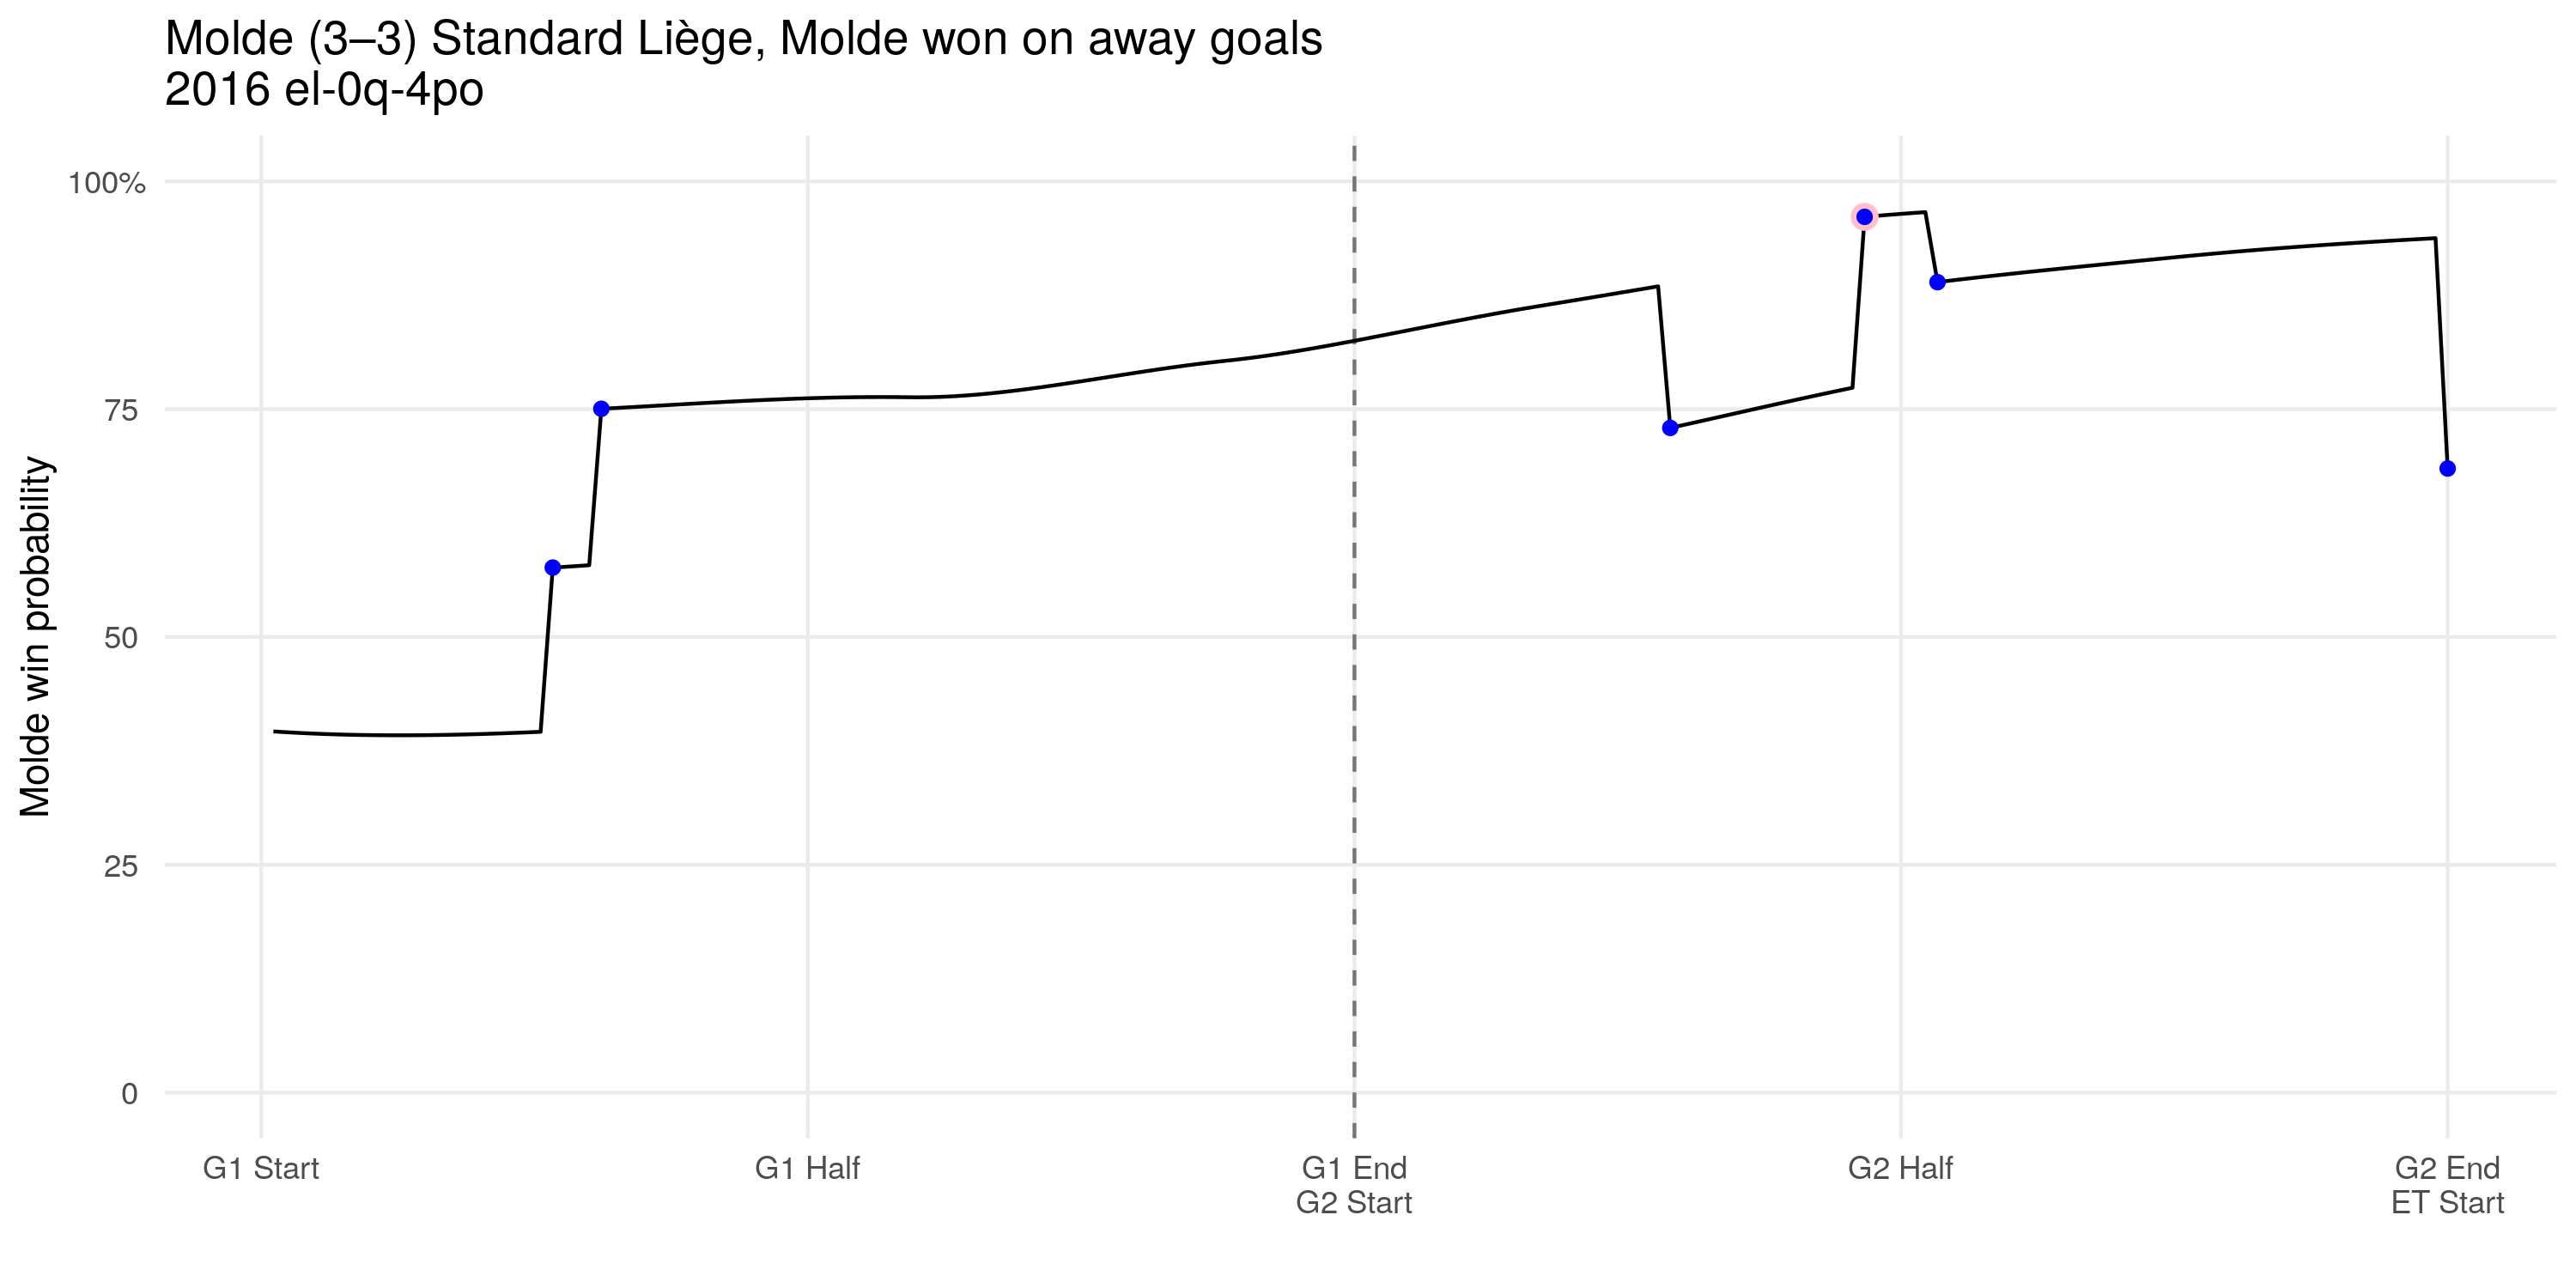 Molde (3–3) Standard Liège, Molde won on away goals
2016 el-0q-4po
Molde win probability
100%
75
50
25
0
G1 Start
G1 Half
G1 End
G2 Start
G2 Half
G2 End
ET Start